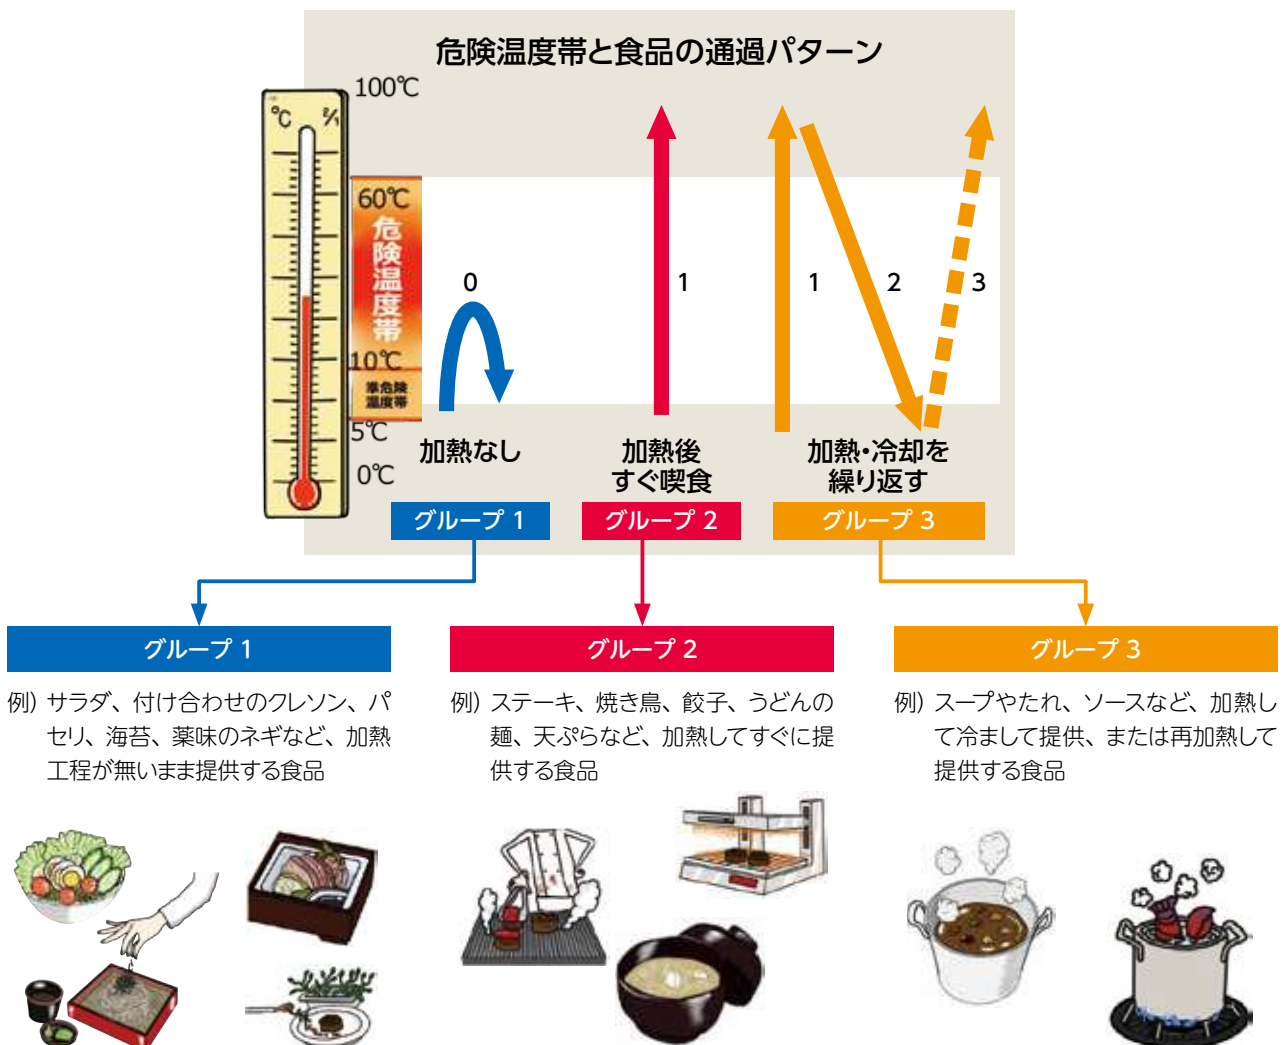 危険温度帯と食品の通過パターン
100℃
℃
60℃
危険温度帯
10℃
準危険
温度帯
5℃
0℃
0
1
1
2
3
加熱なし
加熱後
すぐ喫食
加熱・冷却を
繰り返す
グループ 1
グループ 2
グループ 3
グループ 1
例) サラダ、付け合わせのクレソン、パ
セリ、海苔、薬味のネギなど、加熱
工程が無いまま提供する食品
グループ 2
例) ステーキ、焼き鳥、餃子、うどんの
麺、天ぷらなど、加熱してすぐに提
供する食品
グループ 3
例) スープやたれ、ソースなど、加熱し
て冷まして提供、または再加熱して
提供する食品